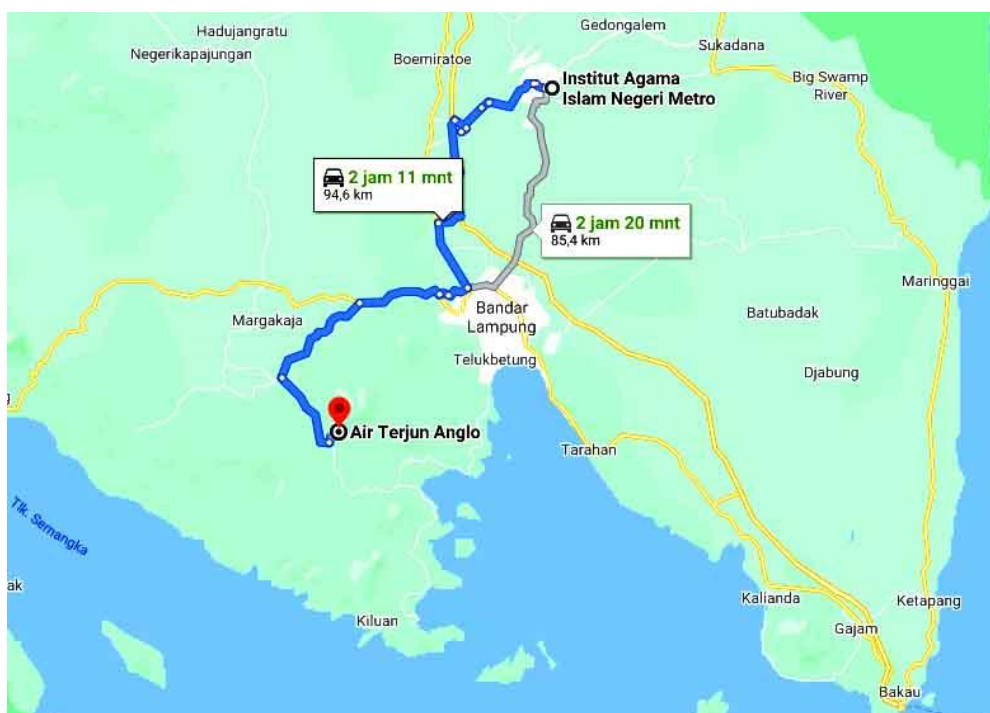 Gedongalem
Hadujangratu
Sukadana
Negerikapajungan
Boemiratoe
Big Swamp
River
Institut Agama
Islam Negeri Metro
2 jam 11 mnt
94,6 km
2 jam 20 mnt
85,4 km
Maringgai
Bandar
Lampung
Batubadak
Margakaja
Telukbetung
Djabung
Air Terjun Anglo
Tarahan
Tlk. Semangka
ak
Kalianda
Ketapang
Kiluan
Gajam
Bakau